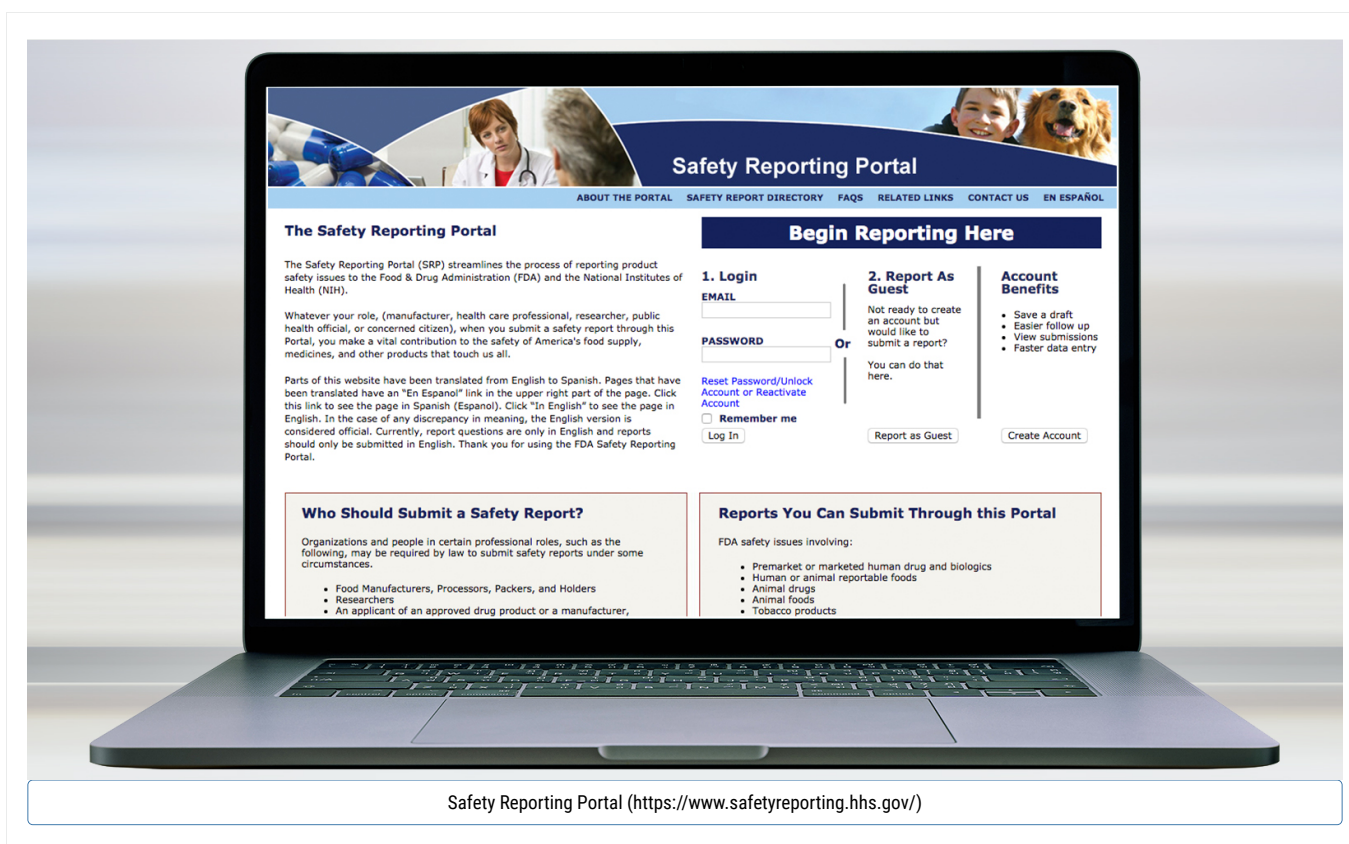 Safety Reporting Portal
ABOUT THE PORTAL SAFETY REPORT DIRECTORY FAQS RELATED LINKS CONTACT US EN ESPAÑOL
The Safety Reporting Portal
The Safety Reporting Portal (SRP) streamlines the process of reporting product
safety issues to the Food & Drug Administration (FDA) and the National Institutes of
Health (NIH).
Whatever your role, (manufacturer, health care professional, researcher, public
health official, or concerned citizen), when you submit a safety report through this
Portal, you make a vital contribution to the safety of America's food supply,
medicines, and other products that touch us all.
Parts of this website have been translated from English to Spanish. Pages that have
been translated have an "En Espanol" link in the upper right part of the page. Click
this link to see the page in Spanish (Espanol). Click "In English" to see the page in
English. In the case of any discrepancy in meaning, the English version is
considered official. Currently, report questions are only in English and reports
should only be submitted in English. Thank you for using the FDA Safety Reporting
Portal.
Begin Reporting Here
1. Login
EMAIL
PASSWORD
Reset Password/Unlock
Account or Reactivate
Account
Remember me
Log In
Or
2. Report As
Guest
Not ready to create
an account but
would like to
submit a report?
You can do that
here.
Report as Guest
Account
Benefits
• Save a draft
• Easier follow up
• View submissions
• Faster data entry
Create Account
Who Should Submit a Safety Report?
Organizations and people in certain professional roles, such as the
following, may be required by law to submit safety reports under some
circumstances.
• Food Manufacturers, Processors, Packers, and Holders
• Researchers
• An applicant of an approved drug product or a manufacturer,
Reports You Can Submit Through this Portal
FDA safety issues involving:
• Premarket or marketed human drug and biologics
• Human or animal reportable foods
• Animal drugs
• Animal foods
• Tobacco products
Safety Reporting Portal (https://www.safetyreporting.hhs.gov/)